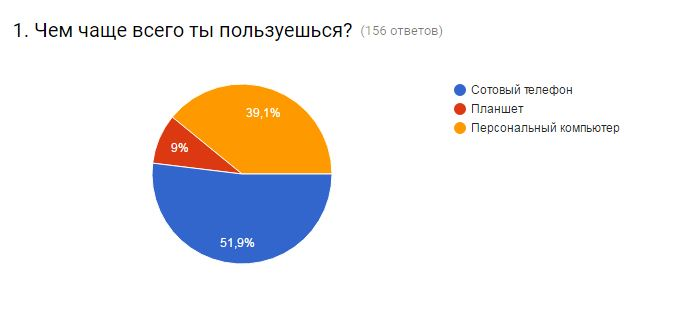 1. Чем чаще всего ты пользуешься? (156 ответов)
Сотовый телефон
Планшет
Персональный компьютер
39,1%
9%
51,9%